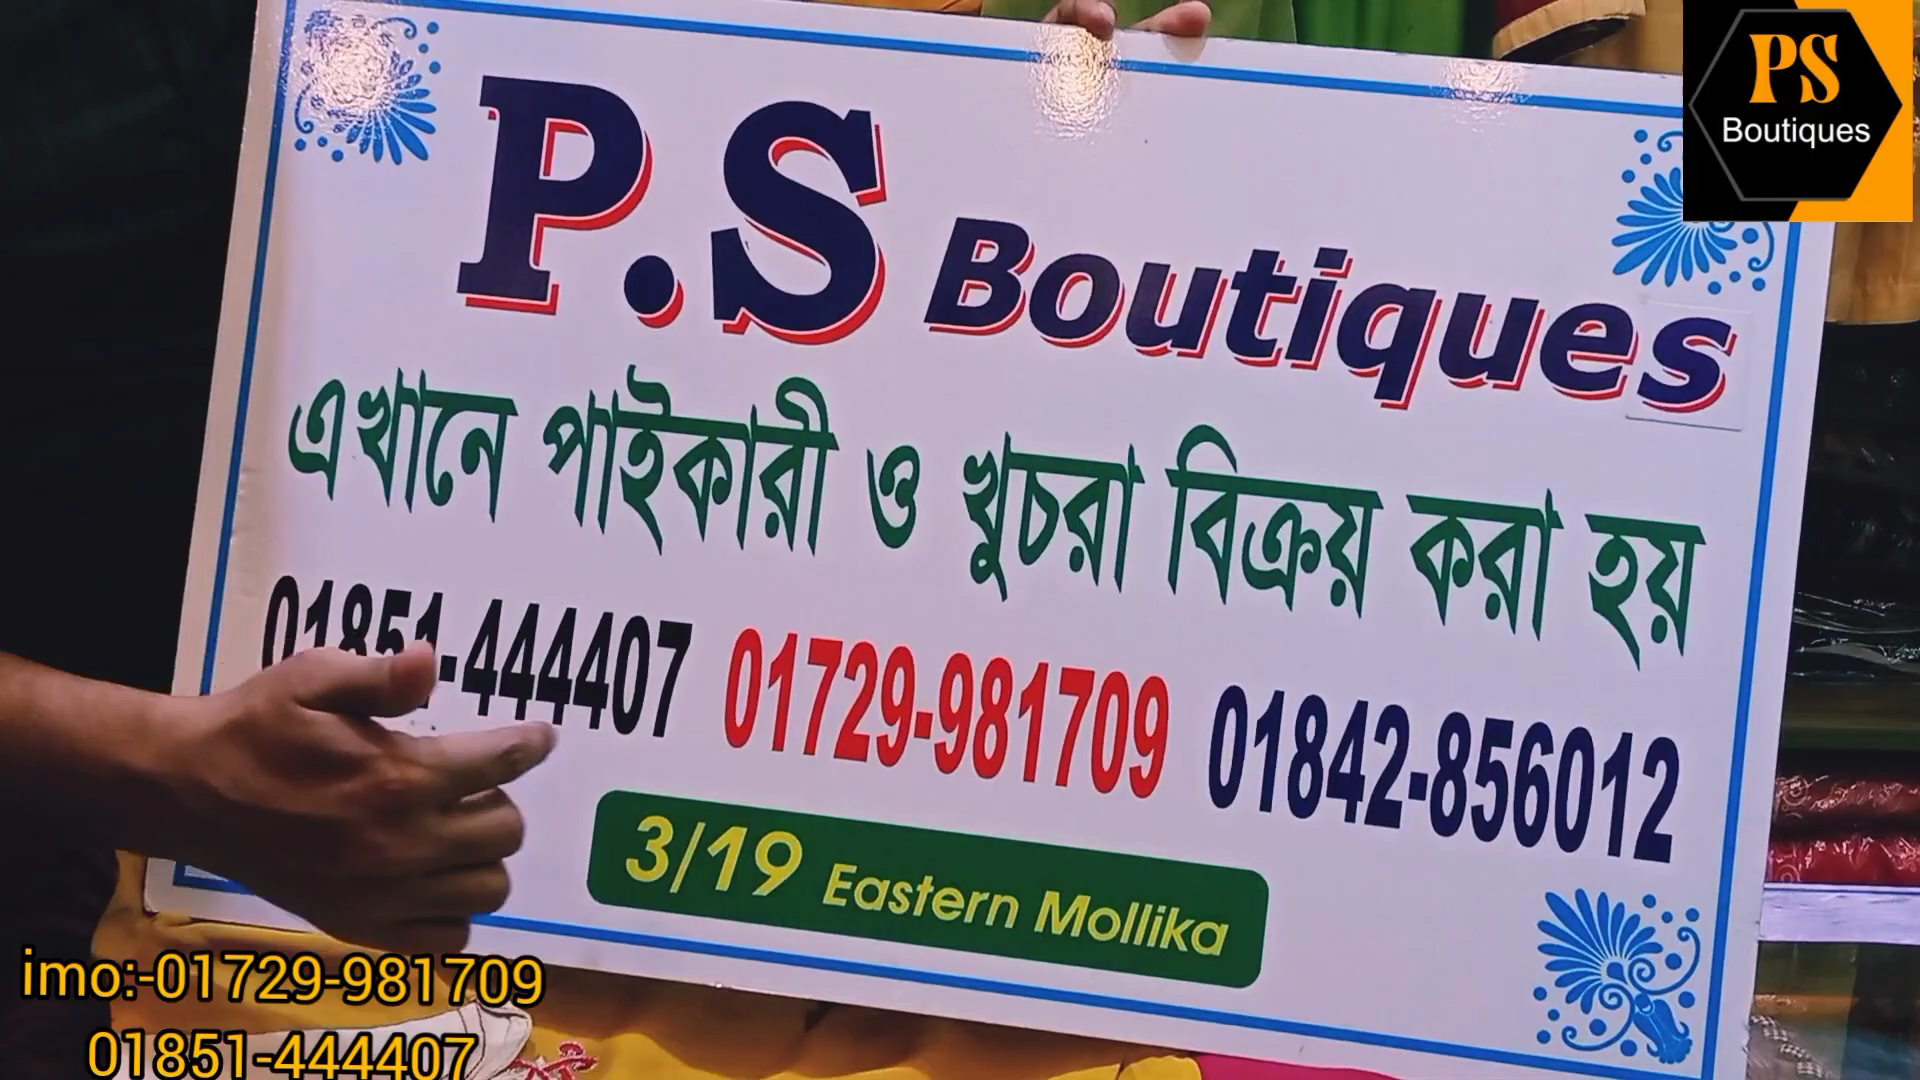 PS
Boutiques
P.S Boutiques
এখানে পাইকারী ও খুচরা বিক্রয় করা হয়
01851-444407 01729-981709 01842-856012
3/19 Eastern Mollika
imo:-01729-981709
01851-444407